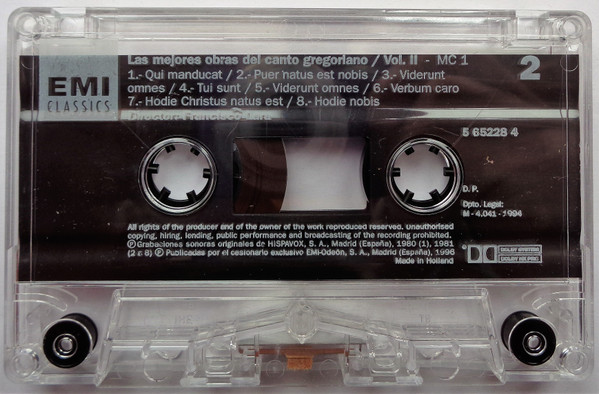 EMI
CLASSICS
Las mejores obras del canto gregoriano / Vol. II - MC 1
2
1.- Qui manducat / 2.- Puer natus est nobis / 3.- Viderunt
omnes / 4.- Tui sunt / 5.- Viderunt omnes / 6.- Verbum caro
7.- Hodie Christus natus est / 8.- Hodie nobis
Director: Francisco Lara
5 65228 4
D. P.
Dpto. Legal:
M - 4.041 - 1994
All rights of the producer and of the owner of the work reproduced reserved. Unauthorised
copying, hiring, lending, public performance and broadcasting of the recording prohibited.
Ⓟ Grabaciones sonoras originales de HISPAVOX, S. A., Madrid (España), 1980 (1), 1981
(2 a 8) Ⓟ Publicadas por el cesionario exclusivo EMI-Odeón, S. A., Madrid (España), 1996
Made in Holland
DOLBY SYSTEM
DOLBY HX PRO